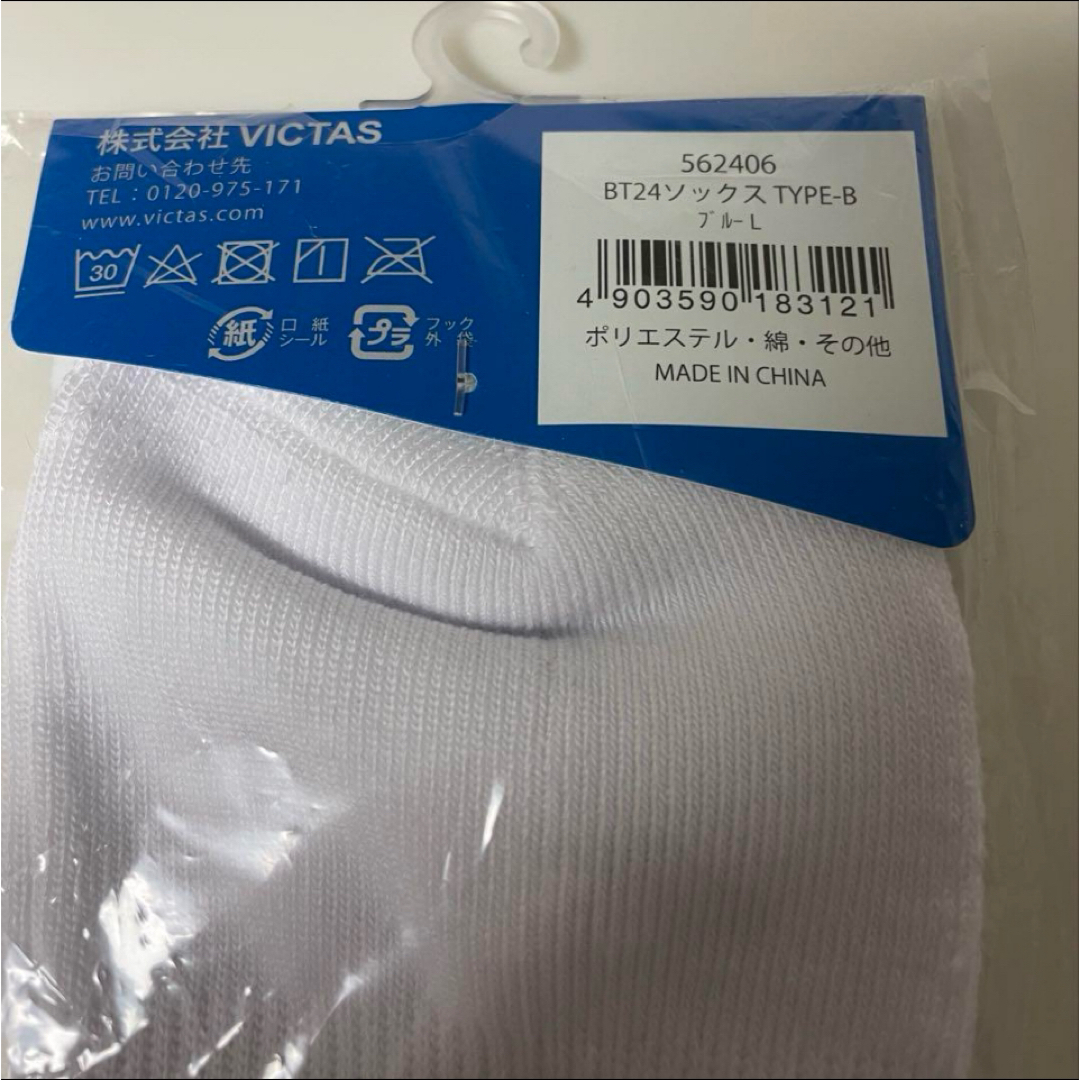 株式会社 VICTAS
お問い合わせ先
TEL：0120-975-171
www.victas.com
30
紙
口 紙
シール
プラ
フック
外 袋
562406
BT24ソックス TYPE-B
ﾌﾞﾙｰ L
4 903590 183121
ポリエステル・綿・その他
MADE IN CHINA